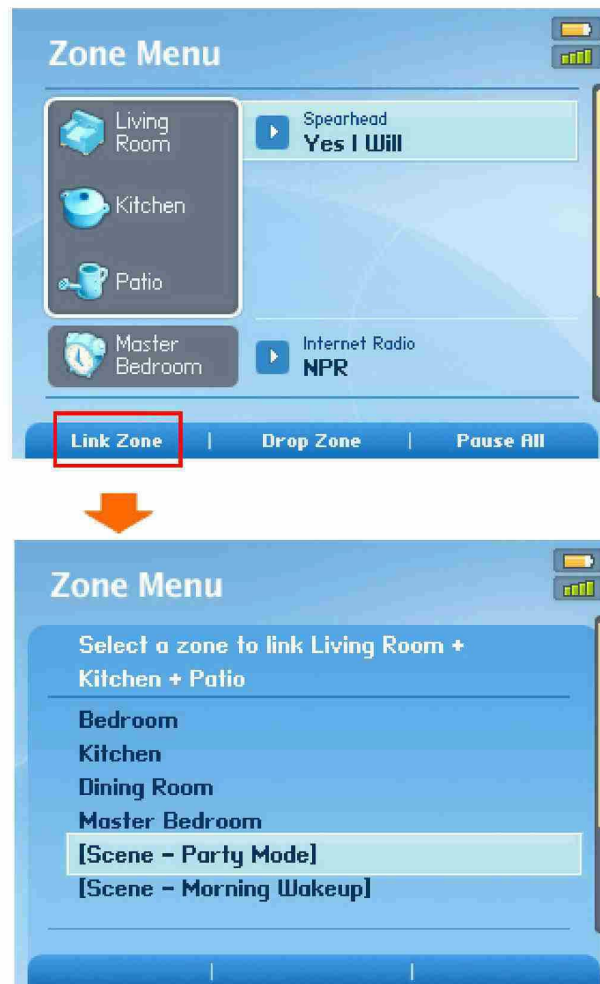 Zone Menu
Living
Room
Spearhead
Yes I Will
Kitchen
Patio
Master
Bedroom
Internet Radio
NPR
Link Zone | Drop Zone | Pause All
Zone Menu
Select a zone to link Living Room +
Kitchen + Patio
Bedroom
Kitchen
Dining Room
Master Bedroom
[Scene - Party Mode]
[Scene - Morning Wakeup]